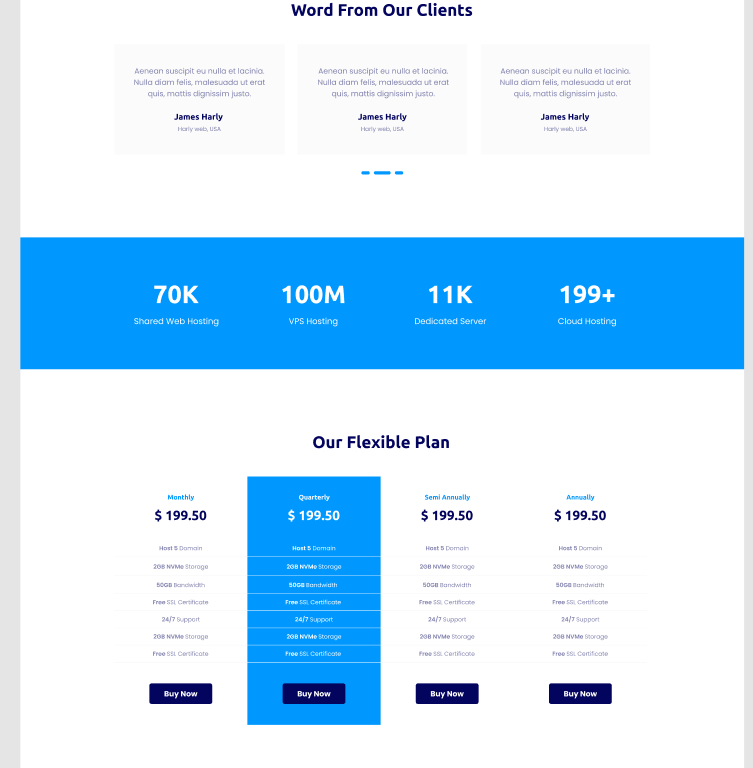 Word From Our Clients
Aenean suscipit eu nulla et lacinia.
Nulla diam felis, malesuada ut erat
quis, mattis dignissim justo.
James Harly
Harly web, USA
Aenean suscipit eu nulla et lacinia.
Nulla diam felis, malesuada ut erat
quis, mattis dignissim justo.
James Harly
Harly web, USA
Aenean suscipit eu nulla et lacinia.
Nulla diam felis, malesuada ut erat
quis, mattis dignissim justo.
James Harly
Harly web, USA
70K
Shared Web Hosting
100M
VPS Hosting
11K
Dedicated Server
199+
Cloud Hosting
Our Flexible Plan
Monthly
$ 199.50
Host 5 Domain
2GB NVMe Storage
50GB Bandwidth
Free SSL Certificate
24/7 Support
2GB NVMe Storage
Free SSL Certificate
Buy Now
Quarterly
$ 199.50
Host 5 Domain
2GB NVMe Storage
50GB Bandwidth
Free SSL Certificate
24/7 Support
2GB NVMe Storage
Free SSL Certificate
Buy Now
Semi Annually
$ 199.50
Host 5 Domain
2GB NVMe Storage
50GB Bandwidth
Free SSL Certificate
24/7 Support
2GB NVMe Storage
Free SSL Certificate
Buy Now
Annually
$ 199.50
Host 5 Domain
2GB NVMe Storage
50GB Bandwidth
Free SSL Certificate
24/7 Support
2GB NVMe Storage
Free SSL Certificate
Buy Now